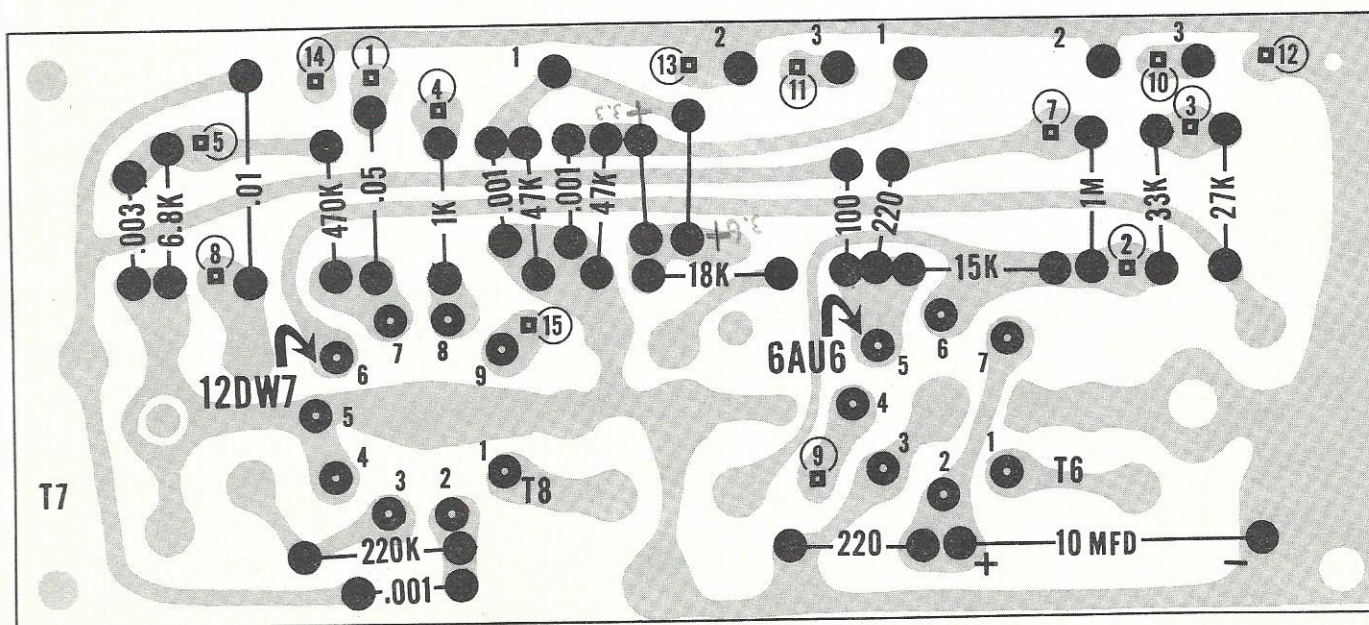 14 1 1 13 2 3 1 2 3 12
11 10
4 7 3
5
.003 6.8K .01 470K .05 1K .001 47K .001 47K 100 220 1M 33K 27K
8 18K 15K 2
7 8 15 6
12DW7 6 9 6AU6 5 7
5 4
4 1 9 3 1
T7 3 2 T8 2 T6
220K 220 10 MFD
+ -
.001